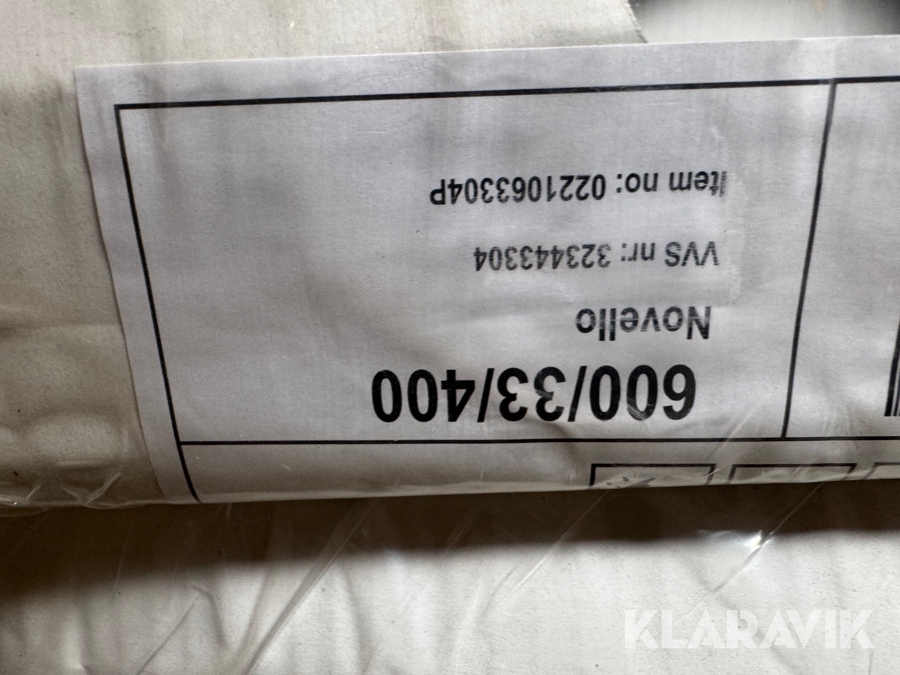 600/33/400
Novello
VVS nr: 323443304
Item no: 0221063304P
KLARAVIK